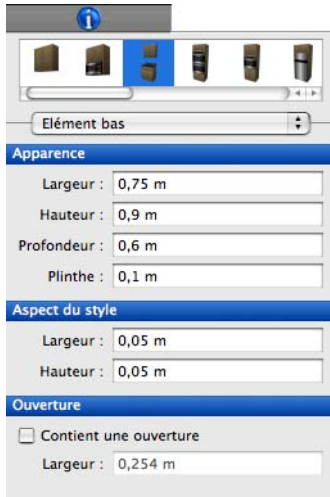 Elément bas
Apparence
Largeur : 0,75 m
Hauteur : 0,9 m
Profondeur : 0,6 m
Plinthe : 0,1 m
Aspect du style
Largeur : 0,05 m
Hauteur : 0,05 m
Ouverture
Contient une ouverture
Largeur : 0,254 m